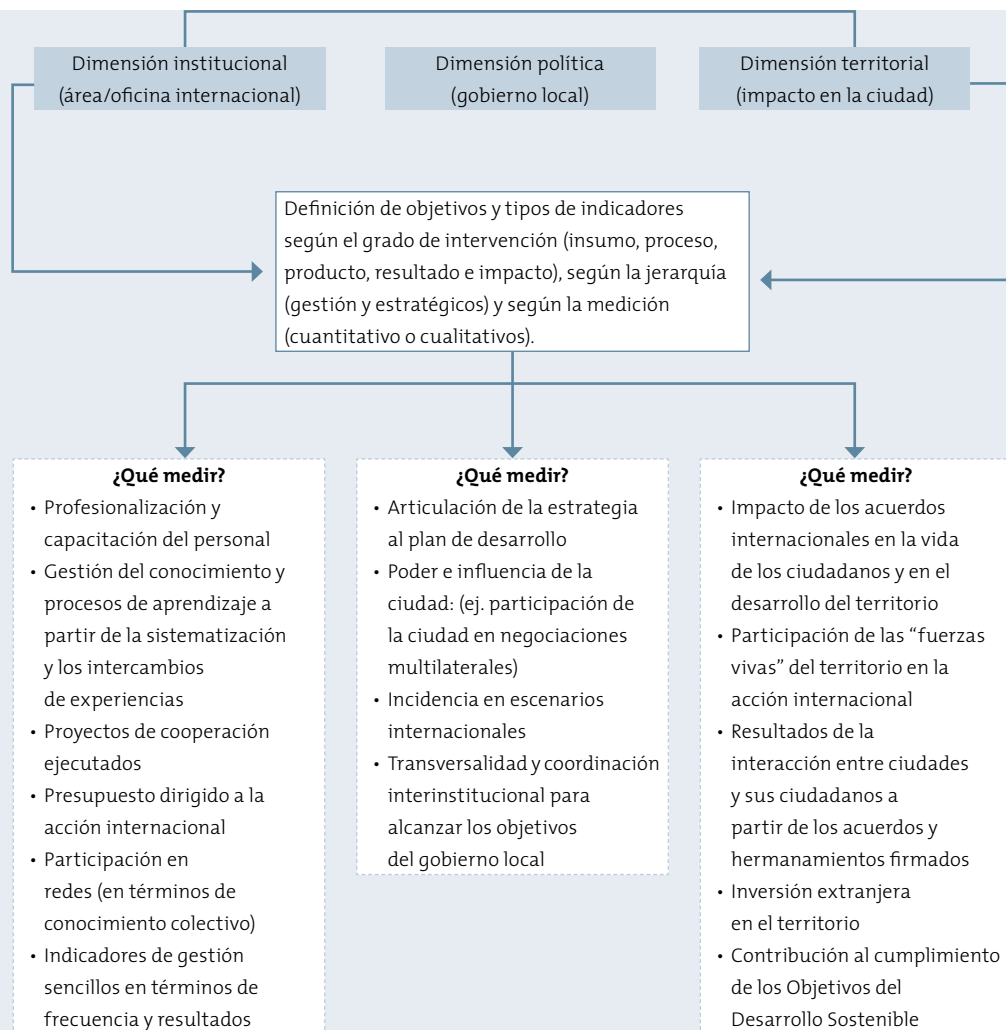 Dimensión institucional
(área/oficina internacional)
Dimensión política
(gobierno local)
Dimensión territorial
(impacto en la ciudad)
Definición de objetivos y tipos de indicadores
según el grado de intervención (insumo, proceso,
producto, resultado e impacto), según la jerarquía
(gestión y estratégicos) y según la medición
(cuantitativo o cualitativos).
¿Qué medir?
• Profesionalización y
capacitación del personal
• Gestión del conocimiento y
procesos de aprendizaje a
partir de la sistematización
y los intercambios
de experiencias
• Proyectos de cooperación
ejecutados
• Presupuesto dirigido a la
acción internacional
• Participación en
redes (en términos de
conocimiento colectivo)
• Indicadores de gestión
sencillos en términos de
frecuencia y resultados
¿Qué medir?
• Articulación de la estrategia
al plan de desarrollo
• Poder e influencia de la
ciudad: (ej. participación de
la ciudad en negociaciones
multilaterales)
• Incidencia en escenarios
internacionales
• Transversalidad y coordinación
interinstitucional para
alcanzar los objetivos
del gobierno local
¿Qué medir?
• Impacto de los acuerdos
internacionales en la vida
de los ciudadanos y en el
desarrollo del territorio
• Participación de las “fuerzas
vivas” del territorio en la
acción internacional
• Resultados de la
interacción entre ciudades
y sus ciudadanos a
partir de los acuerdos y
hermanamientos firmados
• Inversión extranjera
en el territorio
• Contribución al cumplimiento
de los Objetivos del
Desarrollo Sostenible